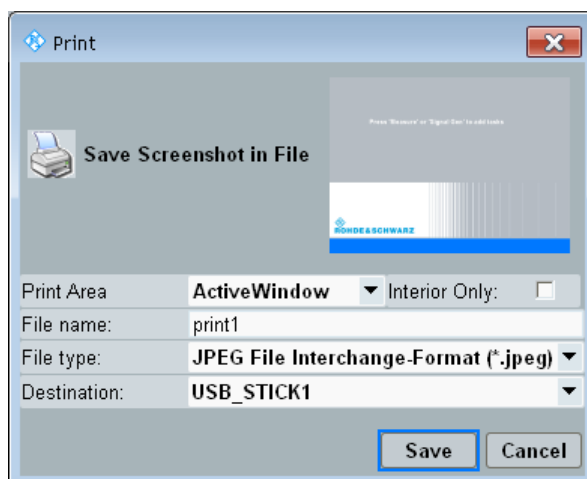 Print
Press 'Measure' or 'Signal Gen' to add tasks
Save Screenshot in File
ROHDE&SCHWARZ
Print Area ActiveWindow Interior Only:
File name: print1
File type: JPEG File Interchange-Format (*.jpeg)
Destination: USB_STICK1
Save Cancel